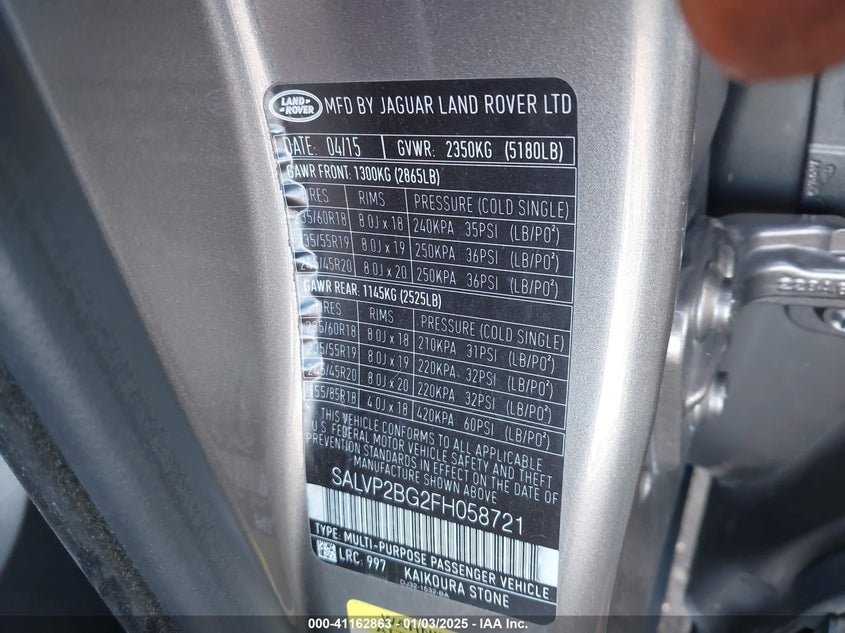 LAND ROVER MFD BY JAGUAR LAND ROVER LTD
DATE: 04/15 GVWR: 2350KG (5180LB)
GAWR FRONT: 1300KG (2865LB)
RIMS PRESSURE (COLD SINGLE)
8.0J x 18 240KPA 35PSI (LB/PO²)
8.0J x 19 250KPA 36PSI (LB/PO²)
8.0J x 20 250KPA 36PSI (LB/PO²)
GAWR REAR: 1145KG (2525LB)
RIMS PRESSURE (COLD SINGLE)
8.0J x 18 210KPA 31PSI (LB/PO²)
8.0J x 19 220KPA 32PSI (LB/PO²)
8.0J x 20 220KPA 32PSI (LB/PO²)
4.0J x 18 420KPA 60PSI (LB/PO²)
THIS VEHICLE CONFORMS TO ALL APPLICABLE
U.S FEDERAL MOTOR VEHICLE SAFETY AND THEFT
PREVENTION STANDARDS IN EFFECT ON THE DATE OF
MANUFACTURE SHOWN ABOVE
SALVP2BG2FH058721
TYPE: MULTI-PURPOSE PASSENGER VEHICLE
LRC: 997 KAIKOURA STONE
000-41162863 - 01/03/2025 - IAA Inc.